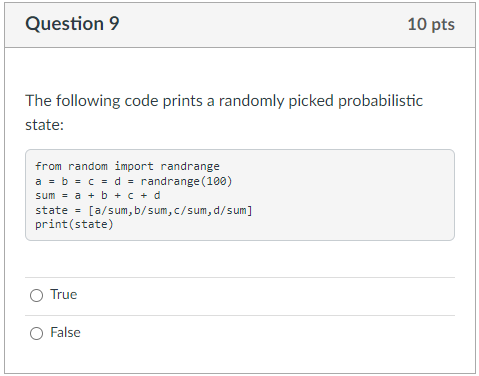 Question 9
10 pts
The following code prints a randomly picked probabilistic
state:
from random import randrange
a = b = c = d = randrange(100)
sum = a + b + c + d
state = [a/sum,b/sum,c/sum,d/sum]
print(state)
True
False